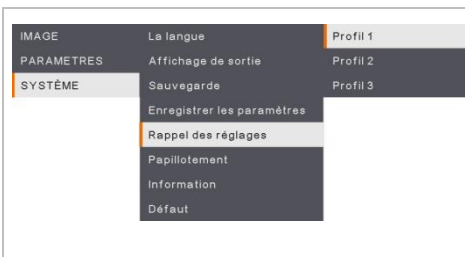 IMAGE
PARAMETRES
SYSTÈME
La langue
Affichage de sortie
Sauvegarde
Enregistrer les paramètres
Rappel des réglages
Papillotement
Information
Défaut
Profil 1
Profil 2
Profil 3